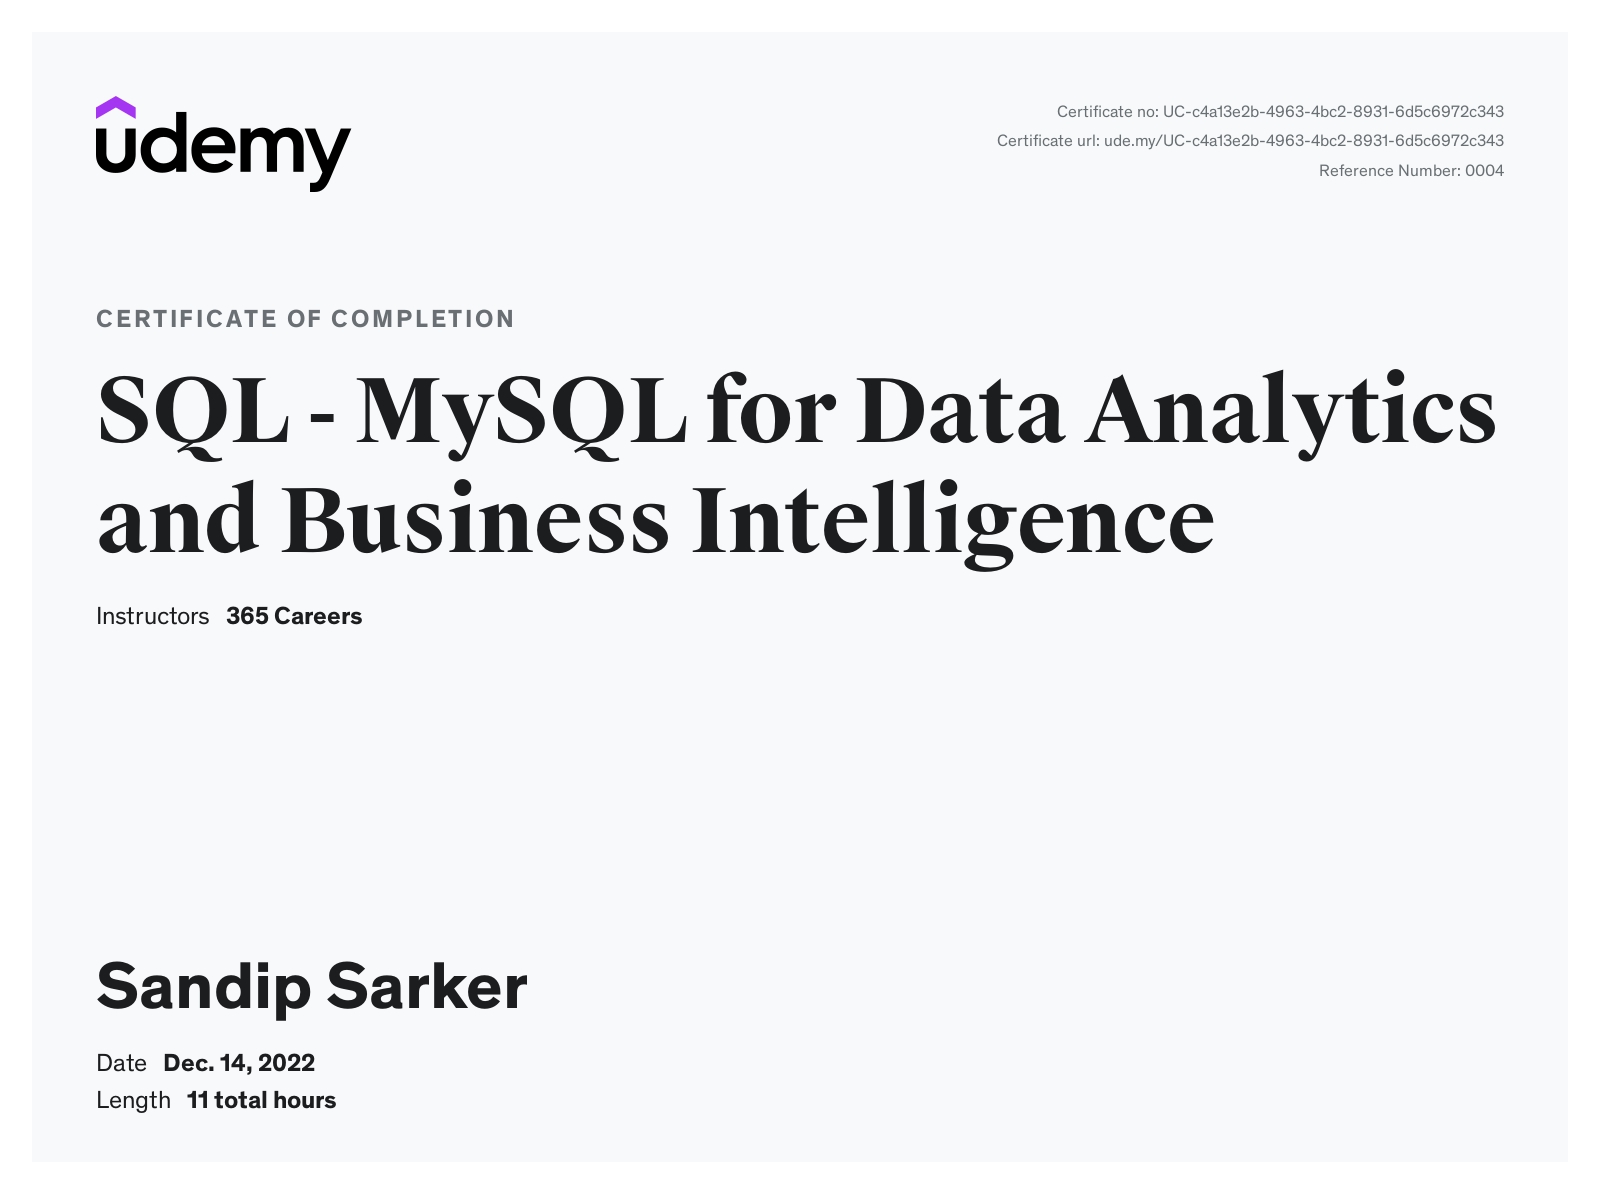 udemy
Certificate no: UC-c4a13e2b-4963-4bc2-8931-6d5c6972c343
Certificate url: ude.my/UC-c4a13e2b-4963-4bc2-8931-6d5c6972c343
Reference Number: 0004
CERTIFICATE OF COMPLETION
SQL - MySQL for Data Analytics
and Business Intelligence
Instructors 365 Careers
Sandip Sarker
Date Dec. 14, 2022
Length 11 total hours